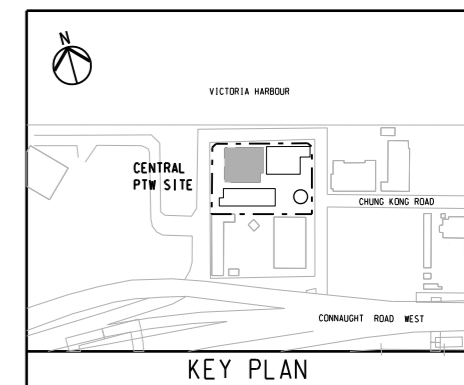 N
VICTORIA HARBOUR
CENTRAL
PTW SITE
CHUNG KONG ROAD
CONNAUGHT ROAD WEST
KEY PLAN